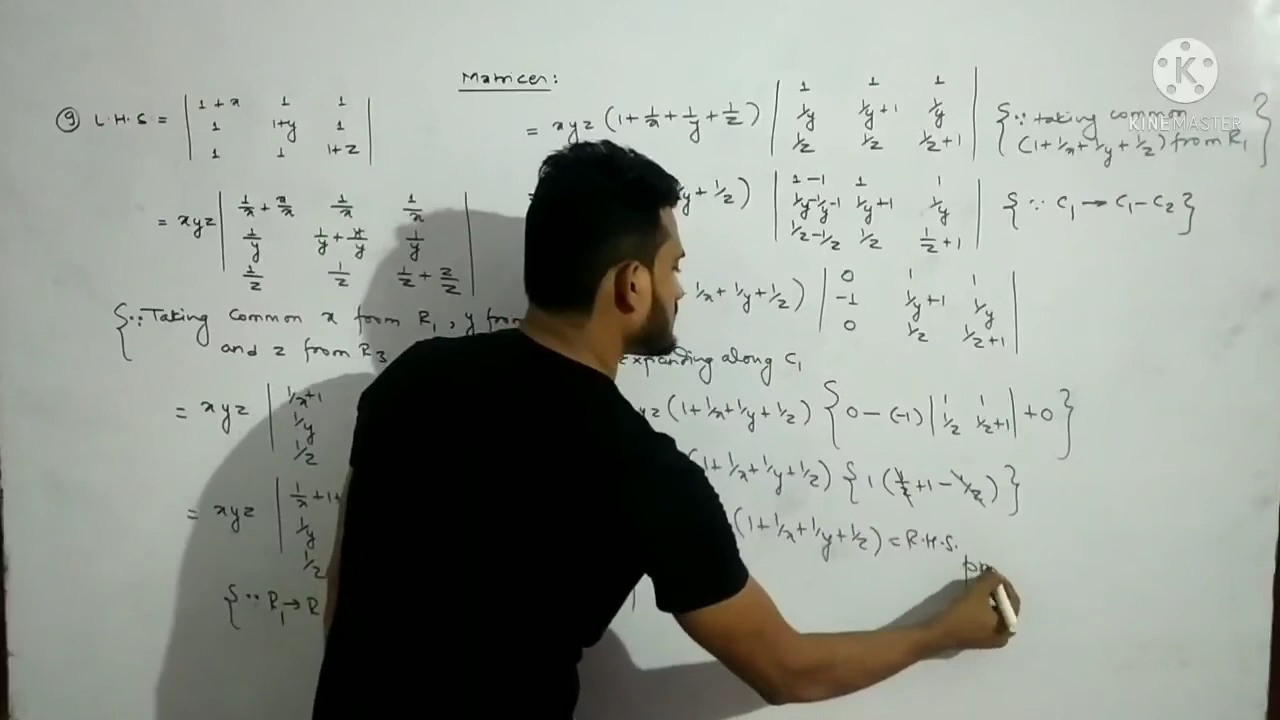 Matrices:
⑨ L.H.S = | 1+x 1 1 |
| 1 1+y 1 |
| 1 1 1+z |
= xyz | 1/x + x/x 1/x 1/x |
| 1/y 1/y + y/y 1/y |
| 1/z 1/z 1/z + z/z |
{∵ Taking common x from R₁, y from
and z from R₃
= xyz | 1/x+1
1/y
1/z
= xyz | 1/x +1+
1/y
1/z
{∵ R₁→R
= xyz (1+1/x+1/y+1/z) | 1 1 1 |
| 1/y 1/y+1 1/y |
| 1/z 1/z 1/z+1 | {∵ taking common
(1+1/x+1/y+1/z) from R₁}
y+1/z) | 1-1 1 1 |
| 1/y-1/y-1 1/y+1 1/y |
| 1/z-1/z 1/z 1/z+1 | {∵ C₁→C₁-C₂}
1/x+1/y+1/z) | 0 1 1 |
| -1 1/y+1 1/y |
| 0 1/z 1/z+1 |
expanding along C₁
yz(1+1/x+1/y+1/z) {0-(-1) | 1 1 |
| 1/z 1/z+1 | +0}
(1+1/x+1/y+1/z) {1(1/z+1-1/z)}
(1+1/x+1/y+1/z) = R.H.S.
KINEMASTER
K